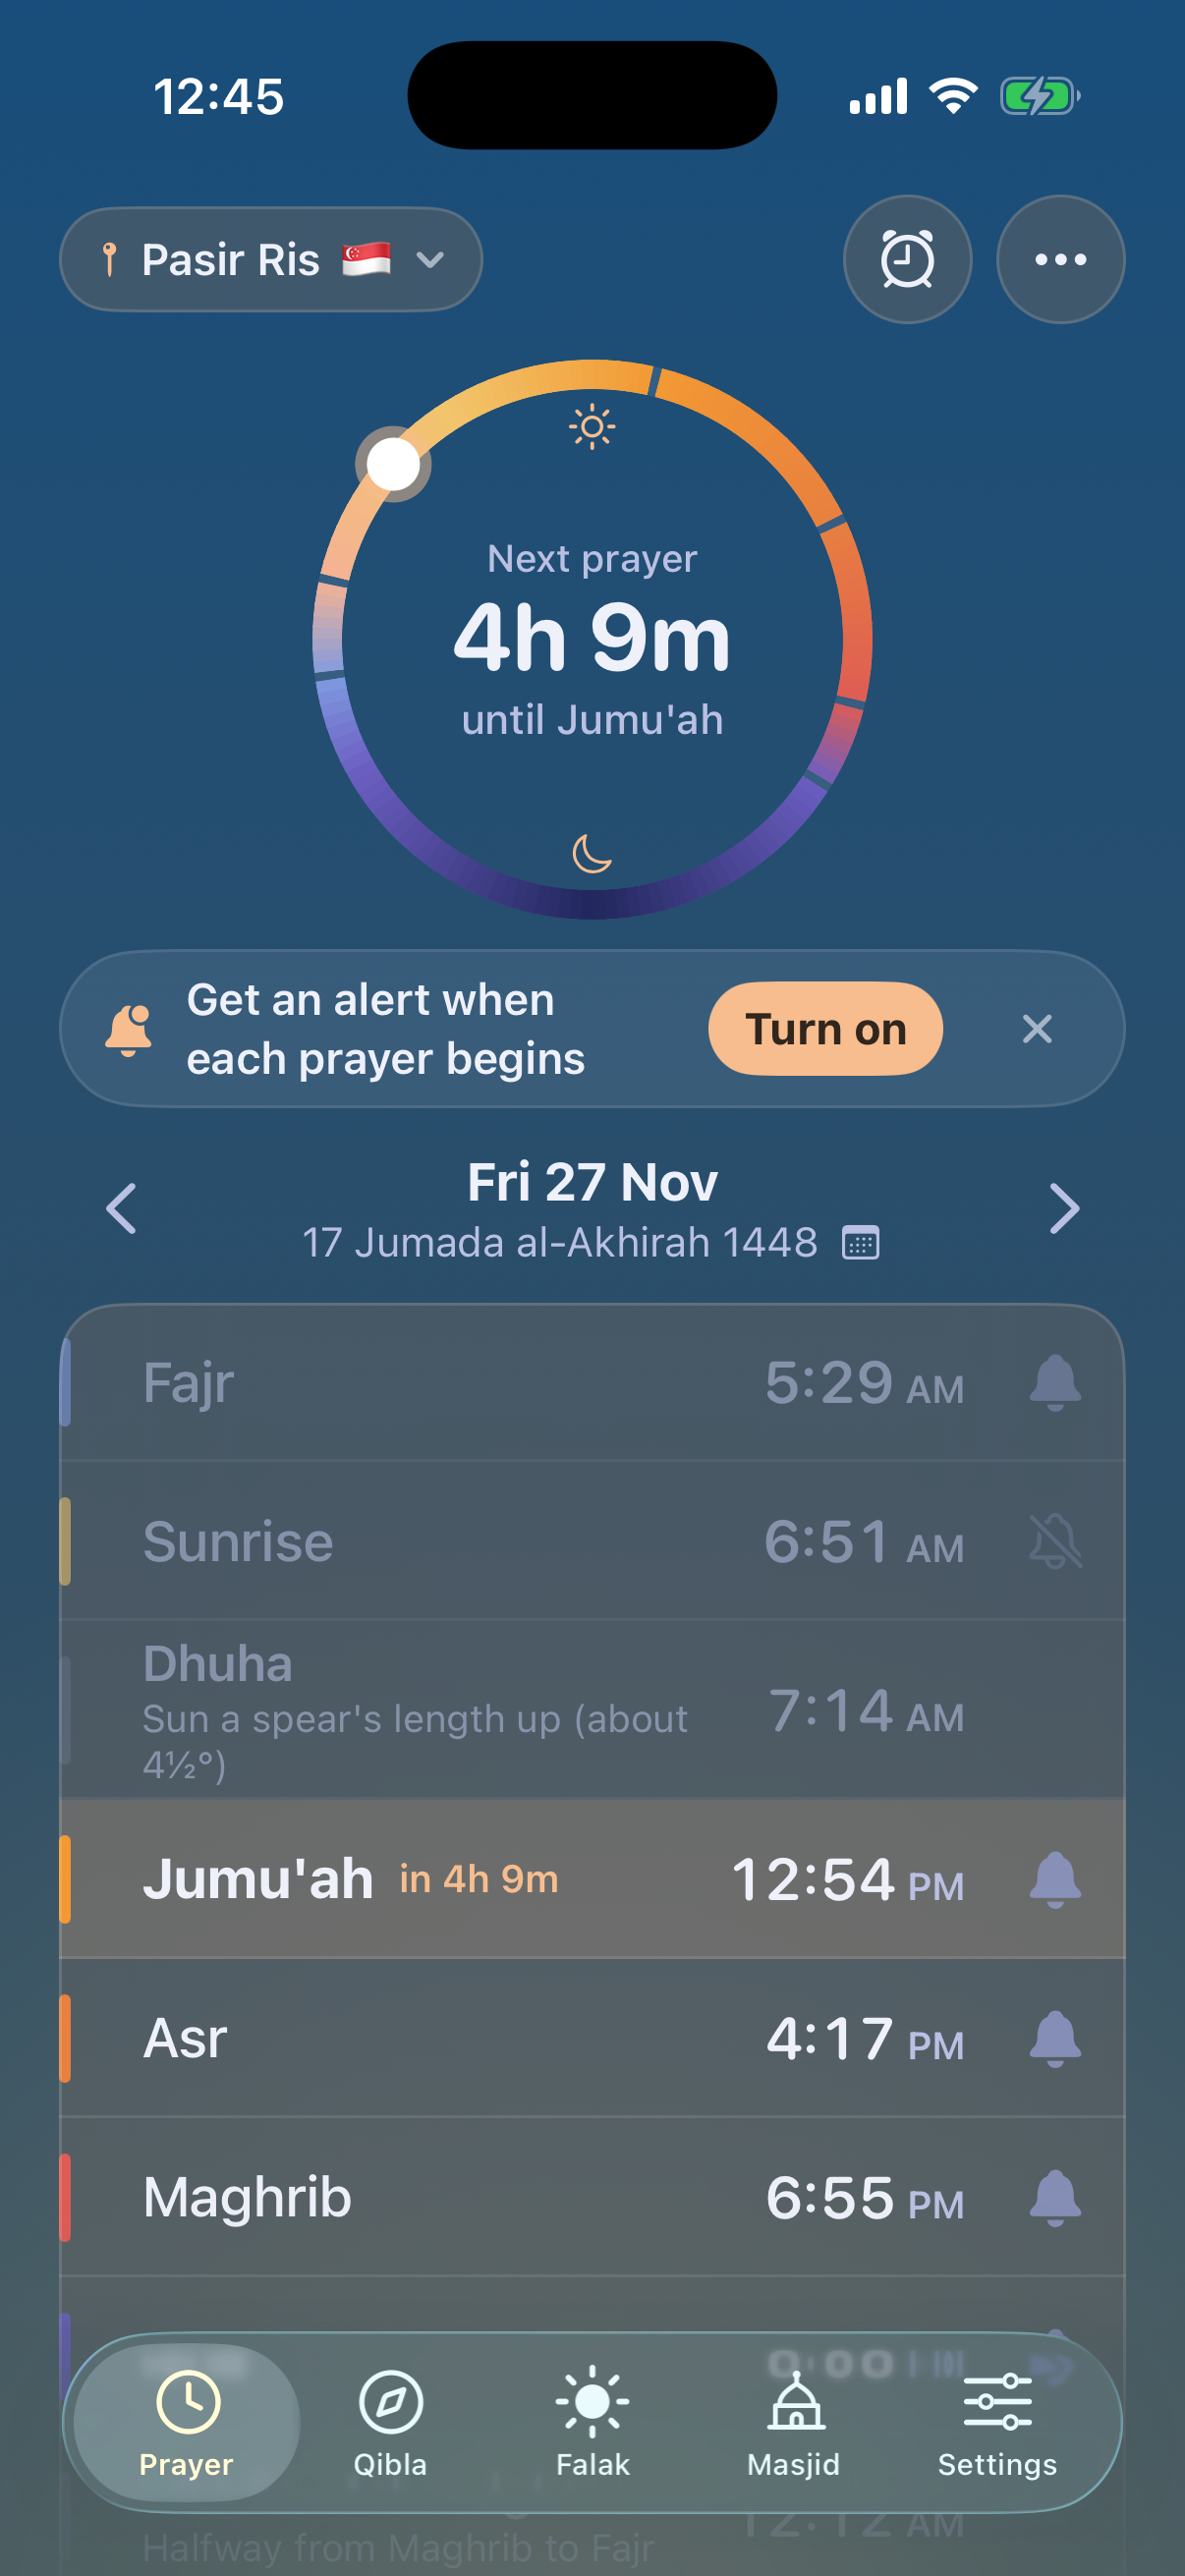 12:45
Pasir Ris 🇸🇬
Next prayer
4h 9m
until Jumu'ah
Get an alert when
each prayer begins
Turn on
Fri 27 Nov
17 Jumada al-Akhirah 1448
Fajr 5:29 AM
Sunrise 6:51 AM
Dhuha
Sun a spear's length up (about
4½°)
7:14 AM
Jumu'ah in 4h 9m 12:54 PM
Asr 4:17 PM
Maghrib 6:55 PM
Prayer Qibla Falak Masjid Settings
12:12 AM
Halfway from Maghrib to Fajr